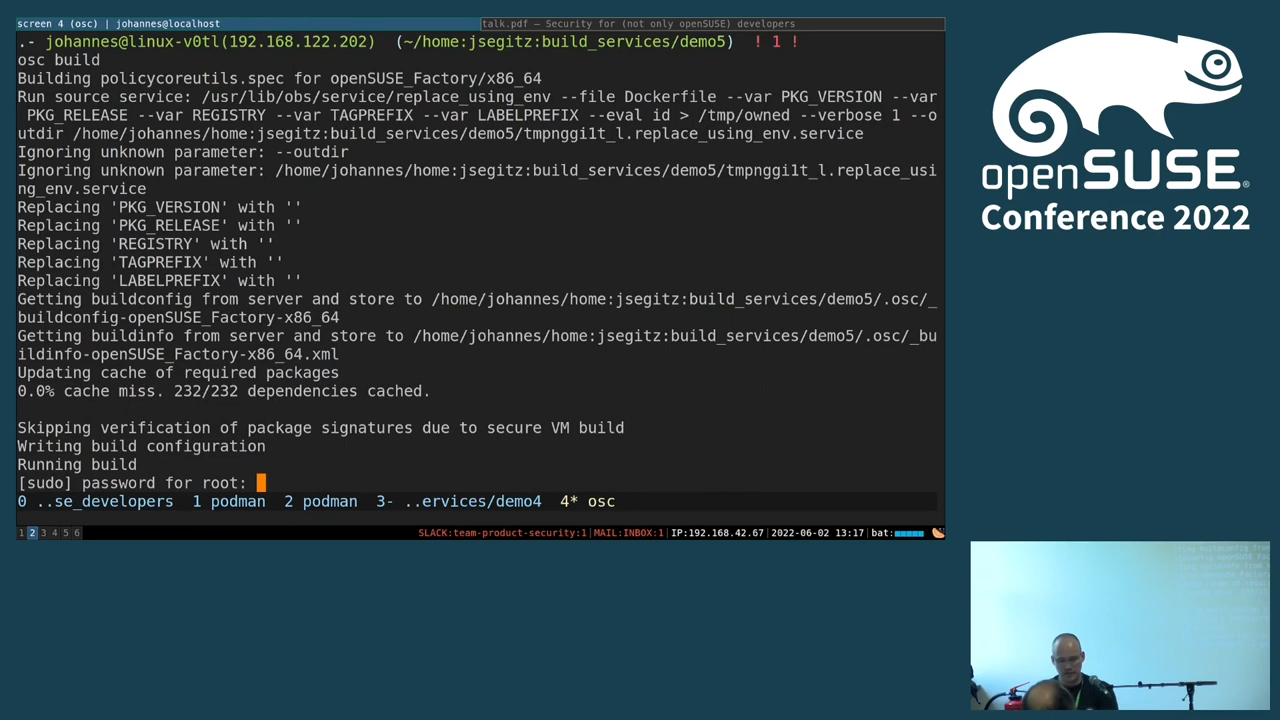 screen 4 (osc) | johannes@localhost
talk.pdf — Security for (not only openSUSE) developers
.- johannes@linux-v0tl(192.168.122.202)  (~/home:jsegitz:build_services/demo5)  ! 1 !
osc build
Building policycoreutils.spec for openSUSE_Factory/x86_64
Run source service: /usr/lib/obs/service/replace_using_env --file Dockerfile --var PKG_VERSION --var
PKG_RELEASE --var REGISTRY --var TAGPREFIX --var LABELPREFIX --eval id > /tmp/owned --verbose 1 --o
utdir /home/johannes/home:jsegitz:build_services/demo5/tmpnggi1t_l.replace_using_env.service
Ignoring unknown parameter: --outdir
Ignoring unknown parameter: /home/johannes/home:jsegitz:build_services/demo5/tmpnggi1t_l.replace_usi
ng_env.service
Replacing 'PKG_VERSION' with ''
Replacing 'PKG_RELEASE' with ''
Replacing 'REGISTRY' with ''
Replacing 'TAGPREFIX' with ''
Replacing 'LABELPREFIX' with ''
Getting buildconfig from server and store to /home/johannes/home:jsegitz:build_services/demo5/.osc/_
buildconfig-openSUSE_Factory-x86_64
Getting buildinfo from server and store to /home/johannes/home:jsegitz:build_services/demo5/.osc/_bu
ildinfo-openSUSE_Factory-x86_64.xml
Updating cache of required packages
0.0% cache miss. 232/232 dependencies cached.
Skipping verification of package signatures due to secure VM build
Writing build configuration
Running build
[sudo] password for root:
0 ..se_developers  1 podman  2 podman  3- ..ervices/demo4  4* osc
1 2 3 4 5 6
SLACK:team-product-security:1|MAIL:INBOX:1|IP:192.168.42.67|2022-06-02 13:17|bat:
openSUSE®
Conference 2022